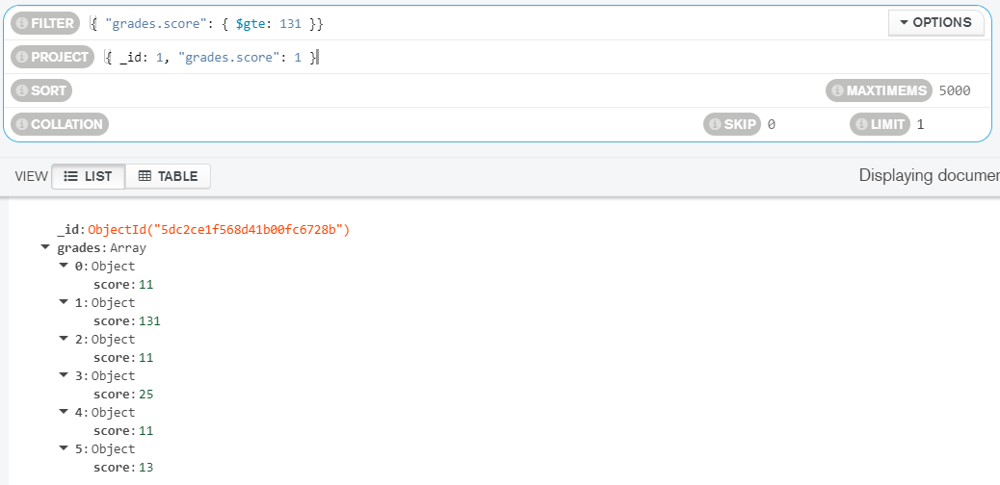 FILTER { "grades.score": { $gte: 131 }} OPTIONS
PROJECT { _id: 1, "grades.score": 1 }
SORT MAXTIMEMS 5000
COLLATION SKIP 0 LIMIT 1
VIEW LIST TABLE Displaying documen
_id:ObjectId("5dc2ce1f568d41b00fc6728b")
grades:Array
0:Object
score:11
1:Object
score:131
2:Object
score:11
3:Object
score:25
4:Object
score:11
5:Object
score:13